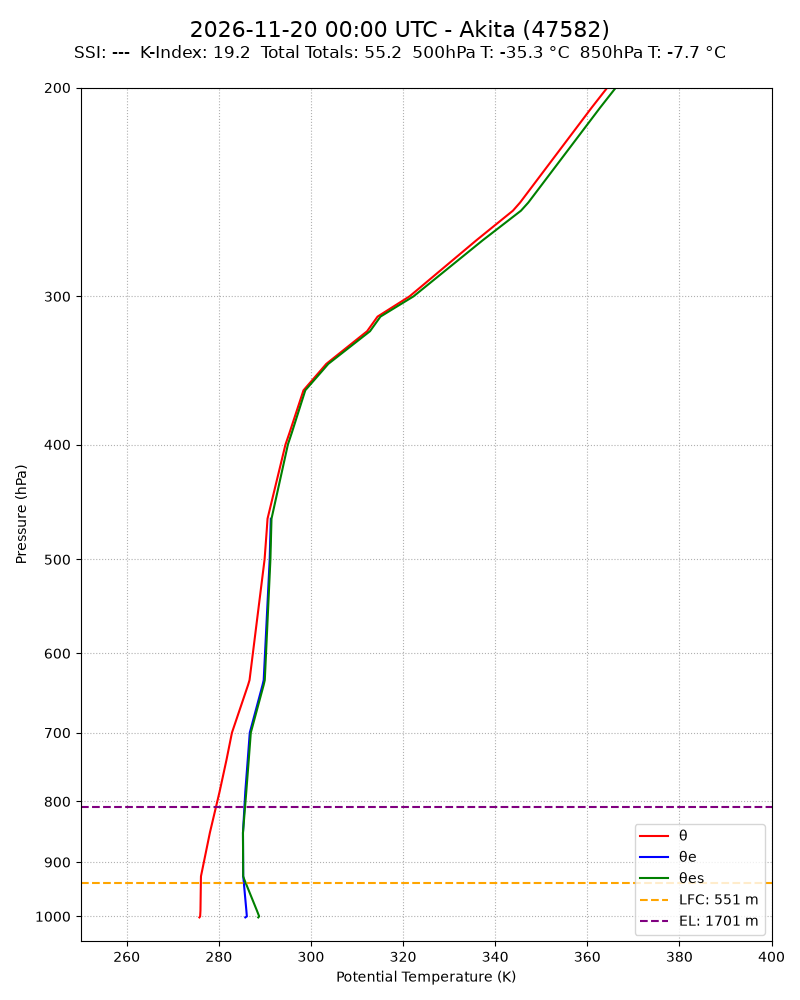 2026-11-20 00:00 UTC - Akita (47582)
SSI: --- K-Index: 19.2 Total Totals: 55.2 500hPa T: -35.3 °C 850hPa T: -7.7 °C
200
300
400
500
600
700
800
900
1000
Pressure (hPa)
260
280
300
320
340
360
380
400
Potential Temperature (K)
θ
θe
θes
LFC: 551 m
EL: 1701 m